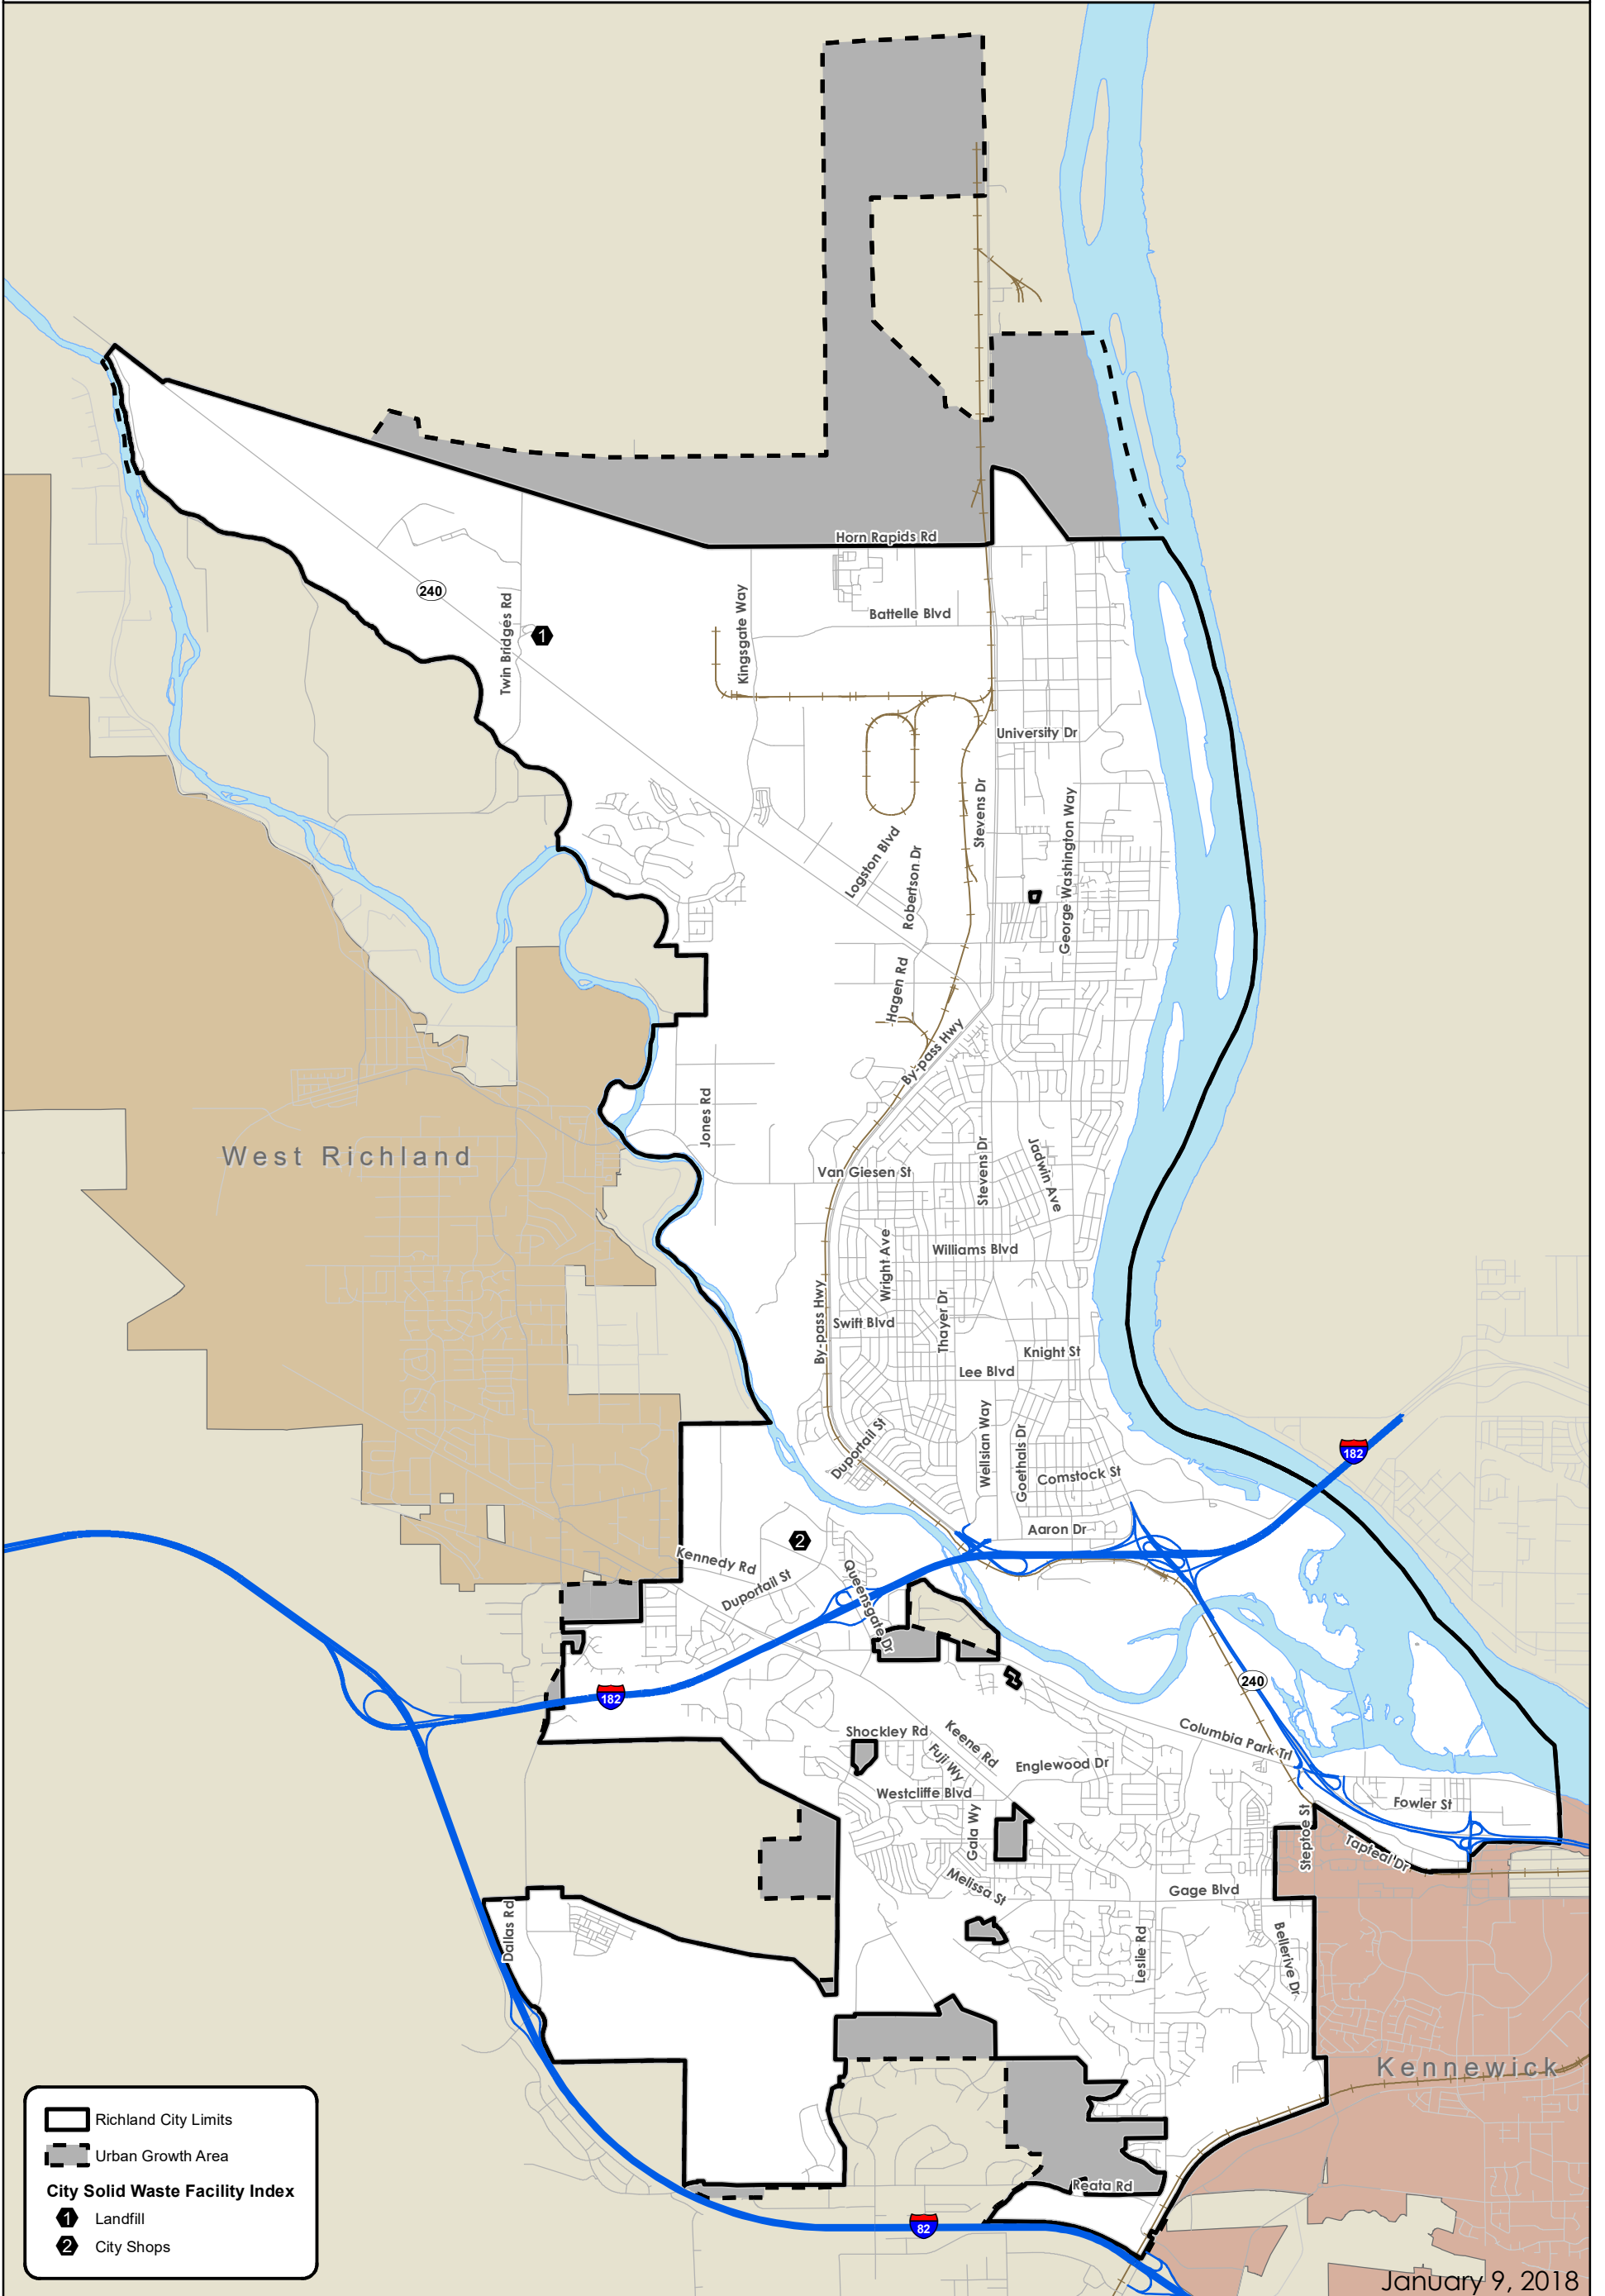 Horn Rapids Rd
240
Twin Bridges Rd
1
Kingsgate Way
Battelle Blvd
University Dr
Stevens Dr
George Washington Way
Logston Blvd
Robertson Dr
Hagen Rd
By-pass Hwy
Jones Rd
West Richland
Van Giesen St
Stevens Dr
Jadwin Ave
Wright Ave
Williams Blvd
By-pass Hwy
Swift Blvd
Thayer Dr
Knight St
Lee Blvd
Duportail St
Wellsian Way
Goethals Dr
Comstock St
182
Aaron Dr
2
Kennedy Rd
Duportail St
Queensgate Dr
182
240
Shockley Rd
Keene Rd
Fuji Wy
Columbia Park Trl
Englewood Dr
Westcliffe Blvd
Gala Wy
Fowler St
Steptoe St
Tapteal Dr
Melissa St
Gage Blvd
Dallas Rd
Leslie Rd
Bellerive Dr
Kennewick
Reata Rd
82
Richland City Limits
Urban Growth Area
City Solid Waste Facility Index
1 Landfill
2 City Shops
January 9, 2018